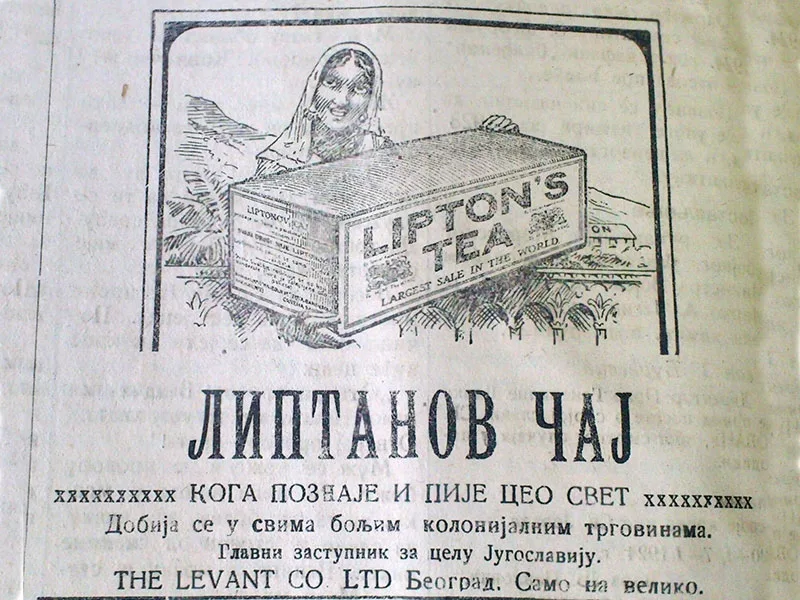 LIPTON'S
TEA
LARGEST SALE IN THE WORLD
ЛИПТАНОВ ЧАЈ
xxxxxxxxxx КОГА ПОЗНАЈЕ И ПИЈЕ ЦЕО СВЕТ xxxxxxxxx
Добија се у свима бољим колонијалним трговинама.
Главни заступник за целу Југославију.
THE LEVANT CO. LTD Београд. Само на велико.